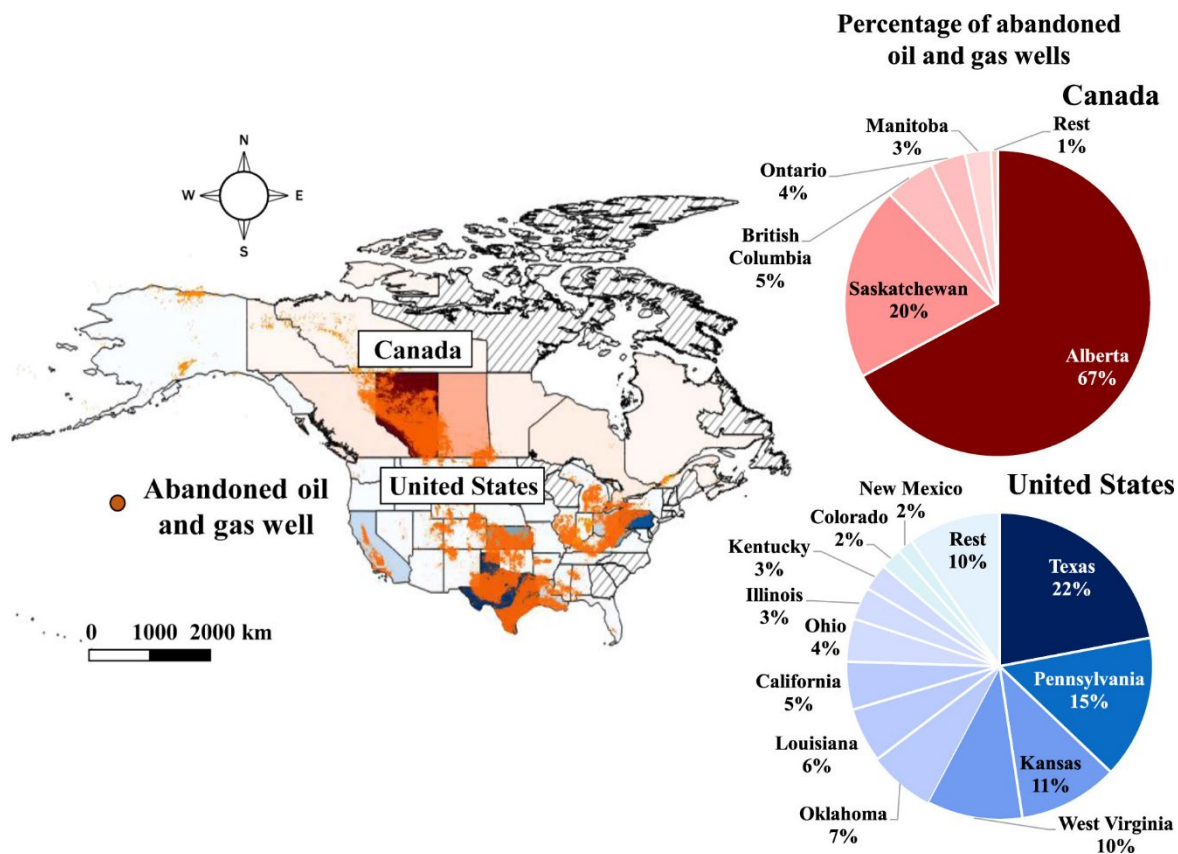 Percentage of abandoned
oil and gas wells
Canada
Manitoba
3%
Rest
1%
Ontario
4%
British
Columbia
5%
Saskatchewan
20%
Alberta
67%
N
W
E
S
Canada
United States
Abandoned oil
and gas well
0 1000 2000 km
United States
New Mexico
2%
Colorado
2%
Rest
10%
Kentucky
3%
Illinois
3%
Ohio
4%
California
5%
Louisiana
6%
Oklahoma
7%
Texas
22%
Pennsylvania
15%
Kansas
11%
West Virginia
10%